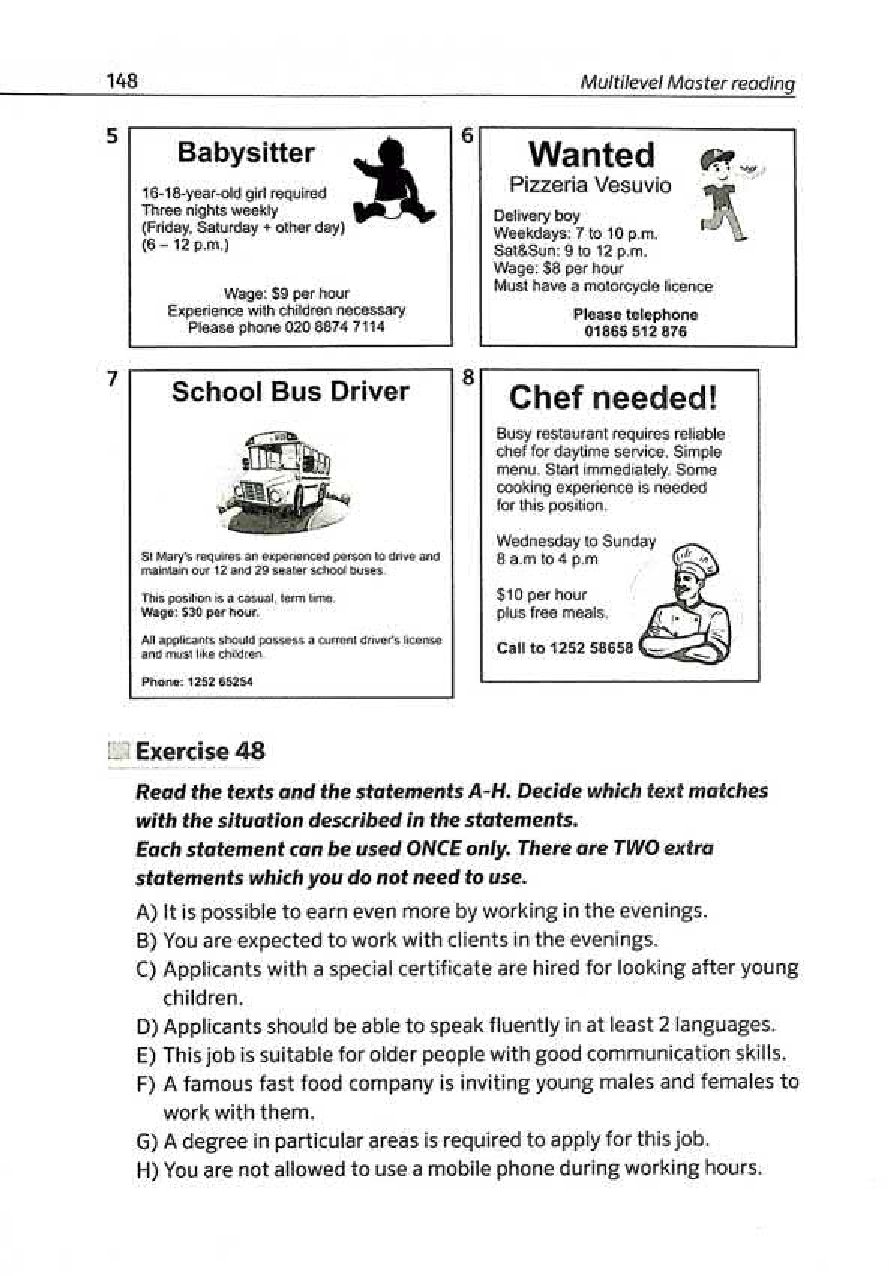 148
Multilevel Master reading
5
Babysitter
16-18-year-old girl required
Three nights weekly
(Friday, Saturday + other day)
(6 – 12 p.m.)
Wage: $9 per hour
Experience with children necessary
Please phone 020 8874 7114
6
Wanted
Pizzeria Vesuvio
Delivery boy
Weekdays: 7 to 10 p.m.
Sat&Sun: 9 to 12 p.m.
Wage: $8 per hour
Must have a motorcycle licence
Please telephone
01865 512 876
7
School Bus Driver
St Mary's requires an experienced person to drive and
maintain our 12 and 29 seater school buses.
This position is a casual, term time.
Wage: $30 per hour.
All applicants should possess a current driver's license
and must like children.
Phone: 1252 65254
8
Chef needed!
Busy restaurant requires reliable
chef for daytime service. Simple
menu. Start immediately. Some
cooking experience is needed
for this position.
Wednesday to Sunday
8 a.m to 4 p.m
$10 per hour
plus free meals.
Call to 1252 58658
Exercise 48
Read the texts and the statements A-H. Decide which text matches
with the situation described in the statements.
Each statement can be used ONCE only. There are TWO extra
statements which you do not need to use.
A) It is possible to earn even more by working in the evenings.
B) You are expected to work with clients in the evenings.
C) Applicants with a special certificate are hired for looking after young
children.
D) Applicants should be able to speak fluently in at least 2 languages.
E) This job is suitable for older people with good communication skills.
F) A famous fast food company is inviting young males and females to
work with them.
G) A degree in particular areas is required to apply for this job.
H) You are not allowed to use a mobile phone during working hours.